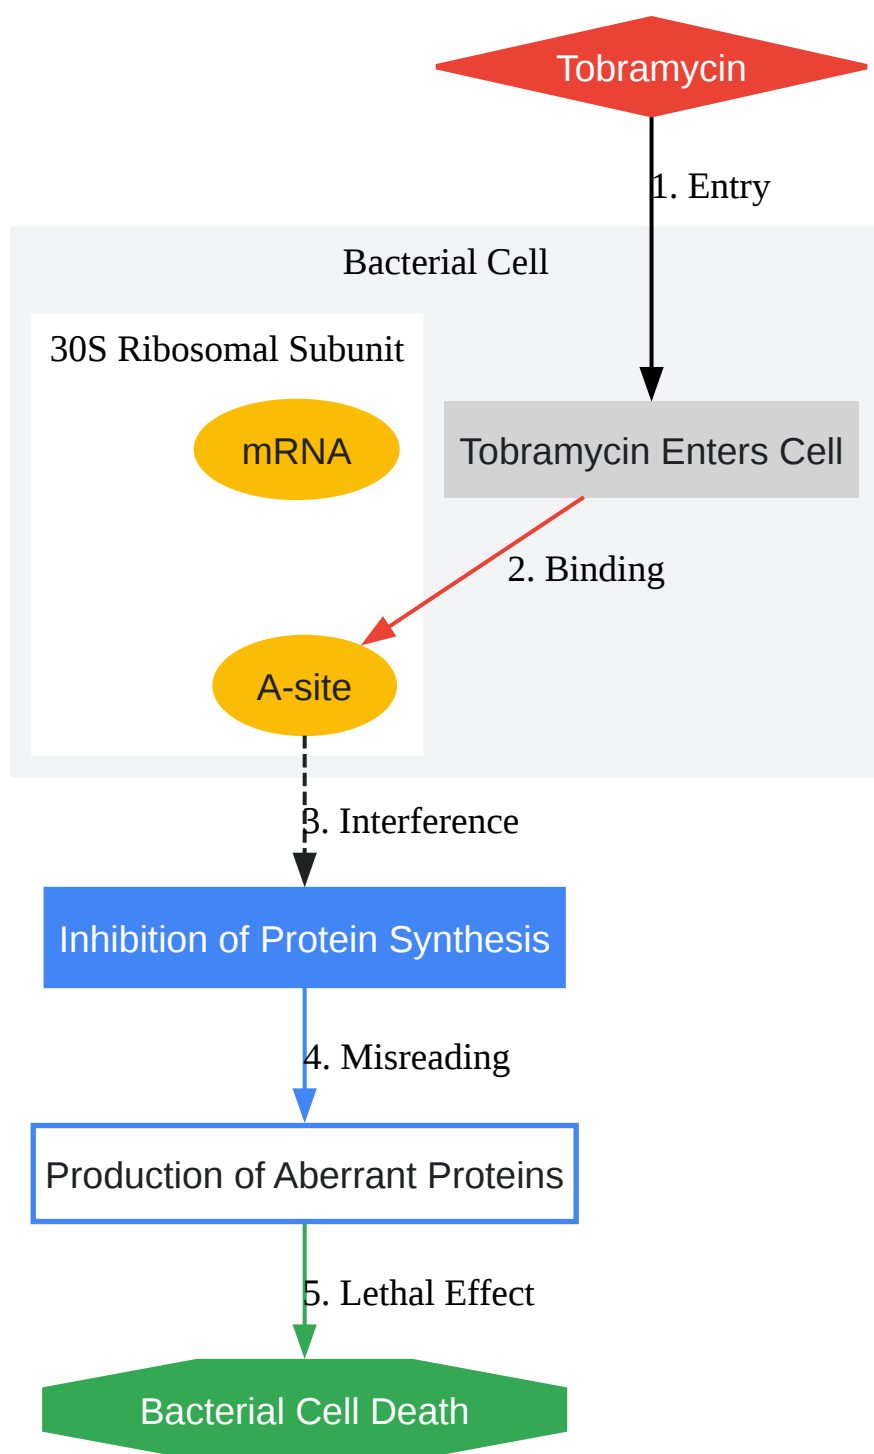 Tobramycin
1. Entry
Bacterial Cell
30S Ribosomal Subunit
mRNA
Tobramycin Enters Cell
2. Binding
A-site
3. Interference
Inhibition of Protein Synthesis
4. Misreading
Production of Aberrant Proteins
5. Lethal Effect
Bacterial Cell Death